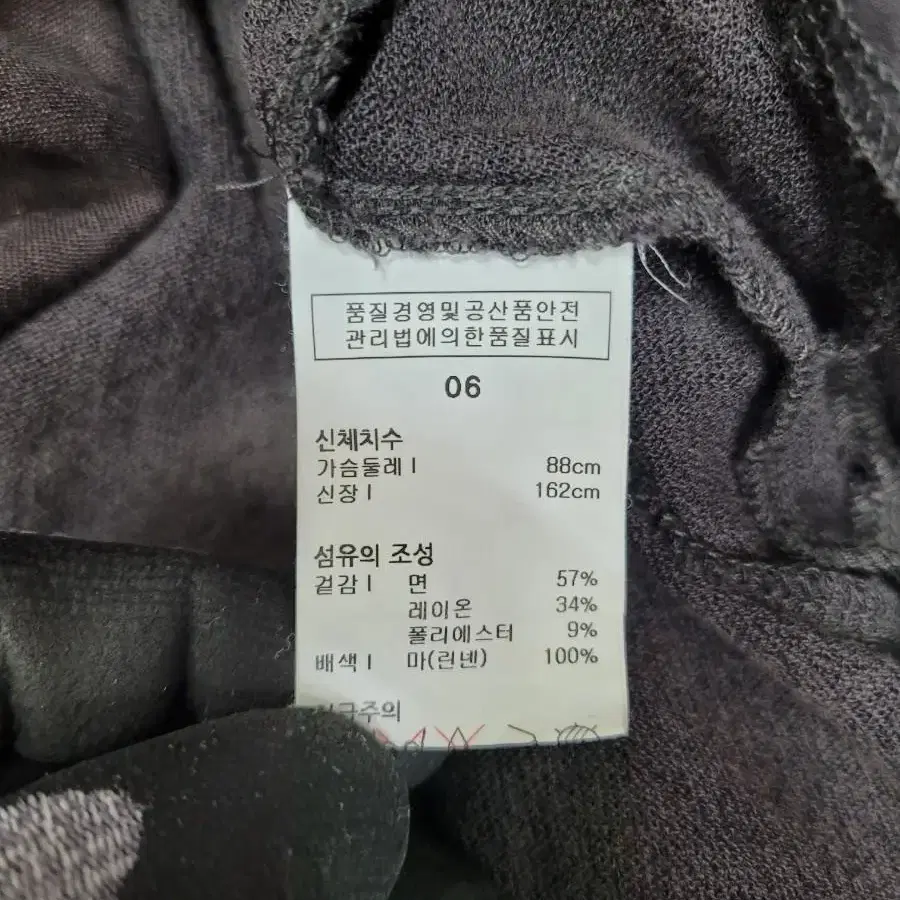 품질경영및공산품안전
관리법에의한품질표시
06
신체치수
가슴둘레 I 88cm
신장 I 162cm
섬유의 조성
겉감 I 면 57%
레이온 34%
폴리에스터 9%
배색 I 마(린넨) 100%